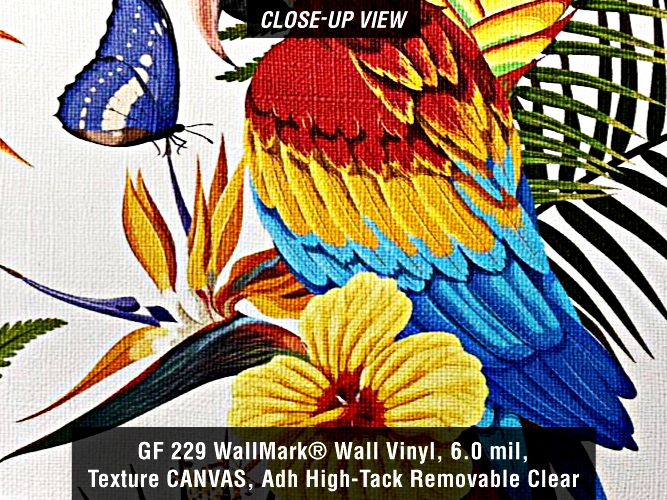 CLOSE-UP VIEW
GF 229 WallMark® Wall Vinyl, 6.0 mil,
Texture CANVAS, Adh High-Tack Removable Clear